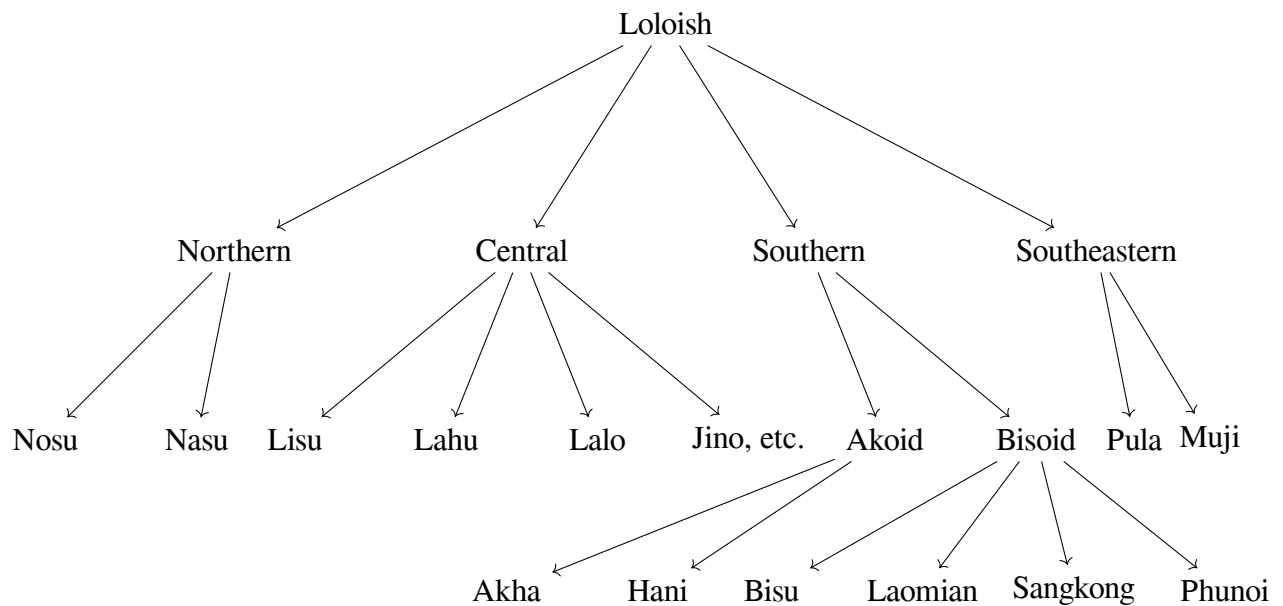 Loloish
Northern Central Southern Southeastern
Nosu Nasu Lisu Lahu Lalo Jino, etc. Akoid Bisoid Pula Muji
Akha Hani Bisu Laomian Sangkong Phunoi